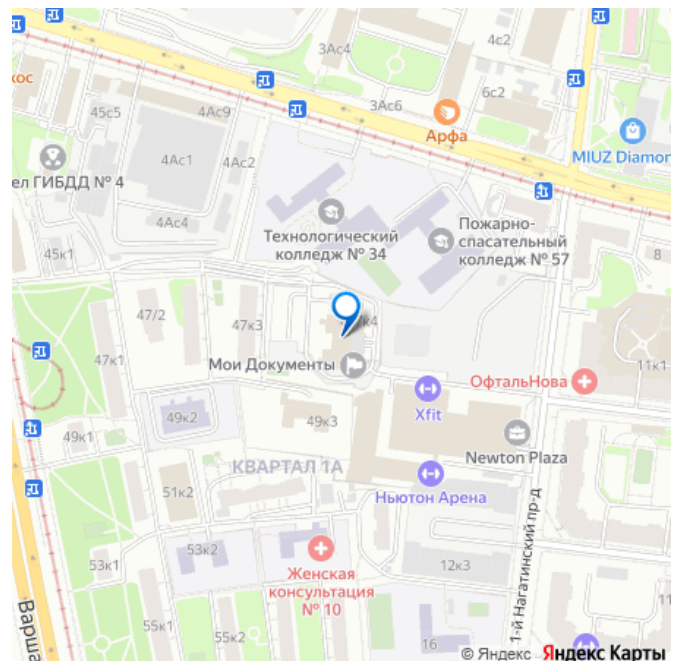 3Ас4
4с2
кос
45с5
4Ас9
3Ас6
6с2
Арфа
MIUZ Diamon
4Ас1
4Ас2
ел ГИБДД № 4
4Ас4
Технологический
колледж № 34
Пожарно-
спасательный
колледж № 57
45к1
8
47/2
47к3
к4
11к1
47к1
Мои Документы
ОфтальНова
Xfit
49к2
49к3
49к1
Newton Plaza
КВАРТАЛ 1А
51к2
Ньютон Арена
1-й Нагатинский пр-д
53к2
53к1
Женская
консультация
№ 10
12к3
11
Варша
55к1
55к2
16
© Яндекс Яндекс Карты